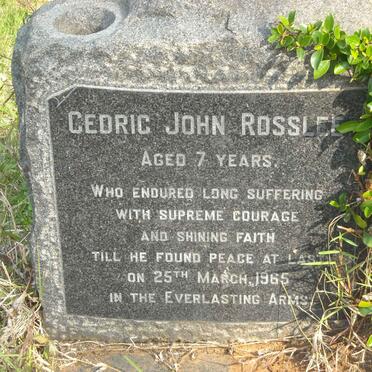 CEDRIC JOHN ROSSLEE
AGED 7 YEARS.
WHO ENDURED LONG SUFFERING
WITH SUPREME COURAGE
AND SHINING FAITH
TILL HE FOUND PEACE AT LAST
ON 25TH MARCH, 1965
IN THE EVERLASTING ARMS